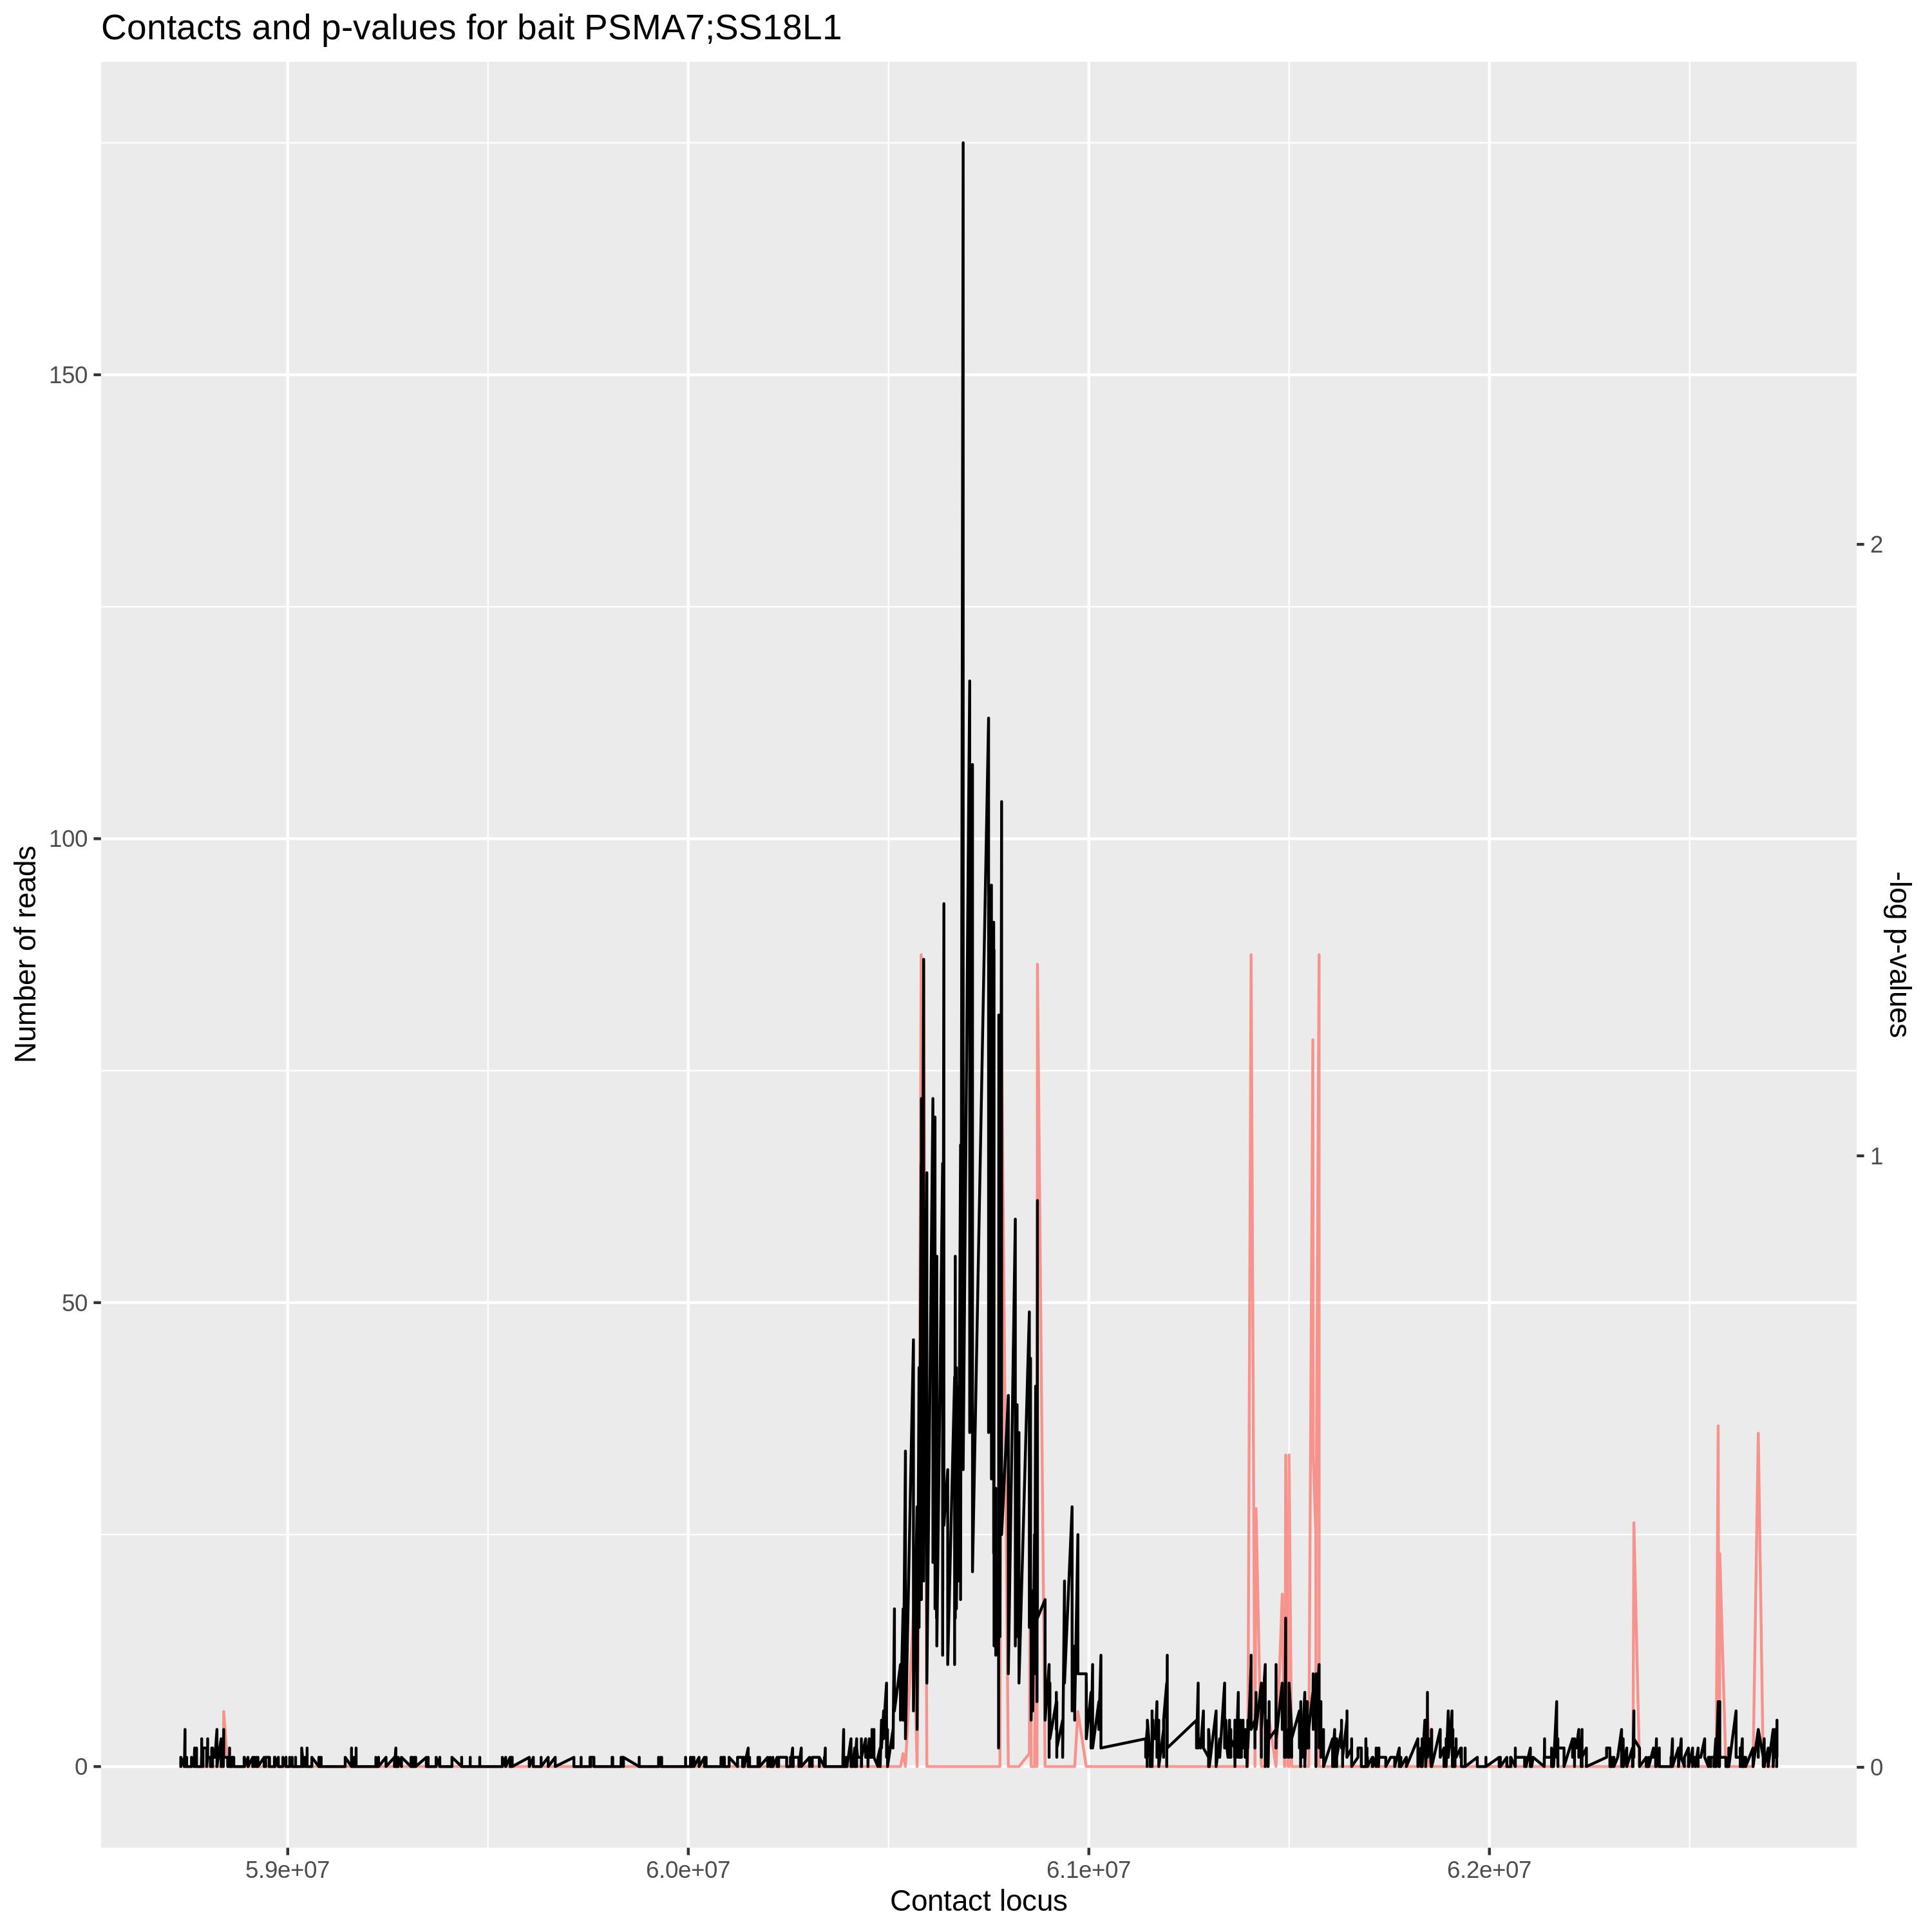 Contacts and p-values for bait PSMA7;SS18L1
150
100
50
0
Number of reads
2
1
0
-log p-values
5.9e+07
6.0e+07
6.1e+07
6.2e+07
Contact locus